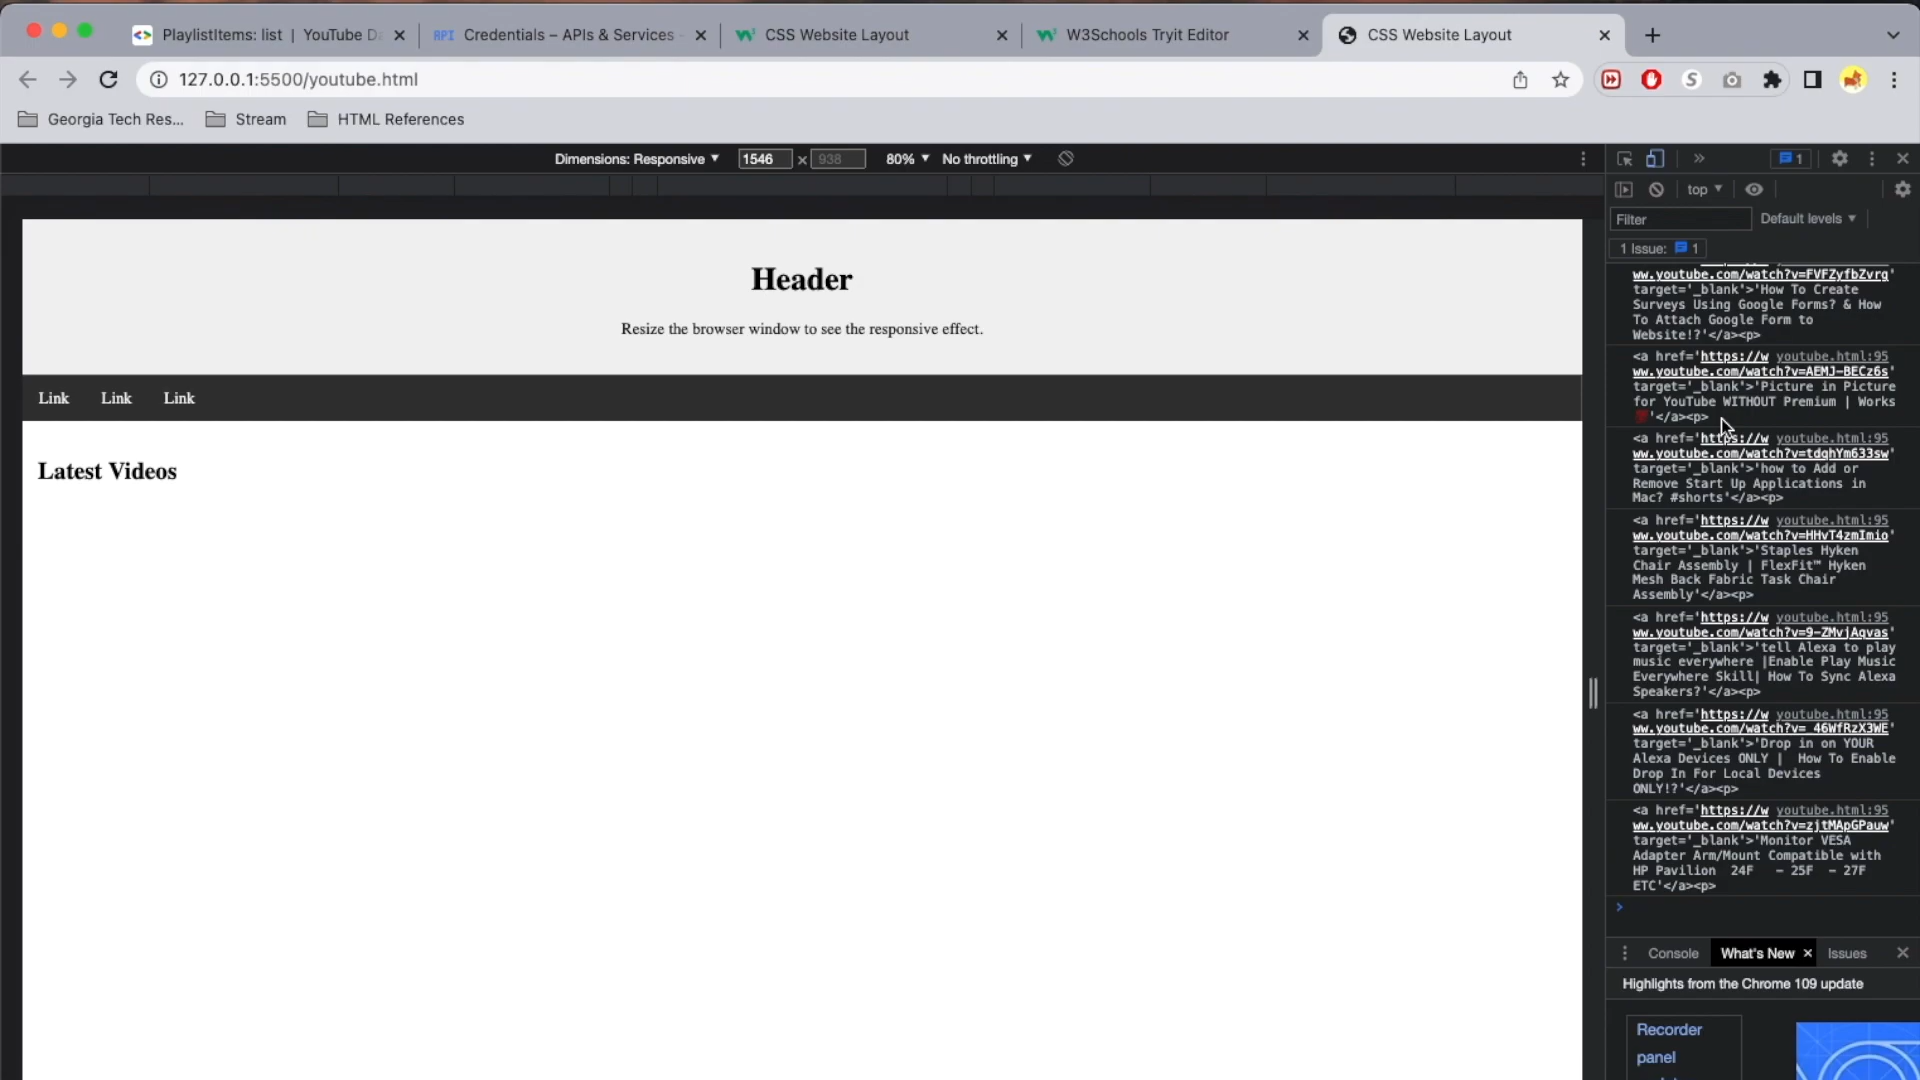 PlaylistItems: list | YouTube Da
API Credentials – APIs & Services -
CSS Website Layout
W3Schools Tryit Editor
CSS Website Layout
127.0.0.1:5500/youtube.html
Georgia Tech Res...
Stream
HTML References
Dimensions: Responsive
1546 x 938
80%
No throttling
1
top
Filter
Default levels
1 Issue: 1
Header
Resize the browser window to see the responsive effect.
Link Link Link
Latest Videos
ww.youtube.com/watch?v=FVFZyfbZvrg'
target='_blank'>'How To Create
Surveys Using Google Forms? & How
To Attach Google Form to
Website!?'</a><p>
<a href='https://w youtube.html:95
ww.youtube.com/watch?v=AEMJ-BECz6s'
target='_blank'>'Picture in Picture
for YouTube WITHOUT Premium | Works
'</a><p>
<a href='https://w youtube.html:95
ww.youtube.com/watch?v=tdqhYm633sw'
target='_blank'>'how to Add or
Remove Start Up Applications in
Mac? #shorts'</a><p>
<a href='https://w youtube.html:95
ww.youtube.com/watch?v=HHvT4zmImio'
target='_blank'>'Staples Hyken
Chair Assembly | FlexFit™ Hyken
Mesh Back Fabric Task Chair
Assembly'</a><p>
<a href='https://w youtube.html:95
ww.youtube.com/watch?v=9-ZMvjAqvas'
target='_blank'>'tell Alexa to play
music everywhere |Enable Play Music
Everywhere Skill| How To Sync Alexa
Speakers?'</a><p>
<a href='https://w youtube.html:95
ww.youtube.com/watch?v=_46WfRzX3WE'
target='_blank'>'Drop in on YOUR
Alexa Devices ONLY | How To Enable
Drop In For Local Devices
ONLY!?'</a><p>
<a href='https://w youtube.html:95
ww.youtube.com/watch?v=zjtMApGPauw'
target='_blank'>'Monitor VESA
Adapter Arm/Mount Compatible with
HP Pavilion 24F - 25F - 27F
ETC'</a><p>
Console What's New Issues
Highlights from the Chrome 109 update
Recorder
panel